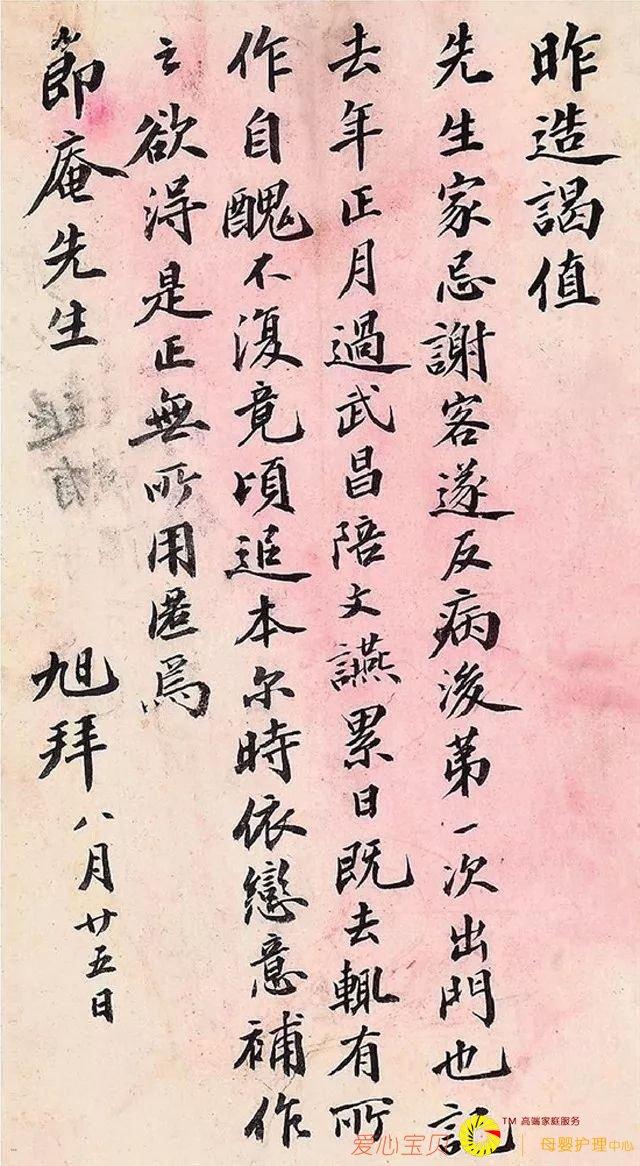 昨造謁值
先生家忌謝客遂反病後第一次出門也記
去年正月過武昌陪文讌累日既去輒有所
作自醜不復竟頃追本尔時依戀意補作
之欲得是正無所用匿焉
節庵先生
旭拜 八月廿五日
TM 高端家庭服务
爱心宝贝
母婴护理中心